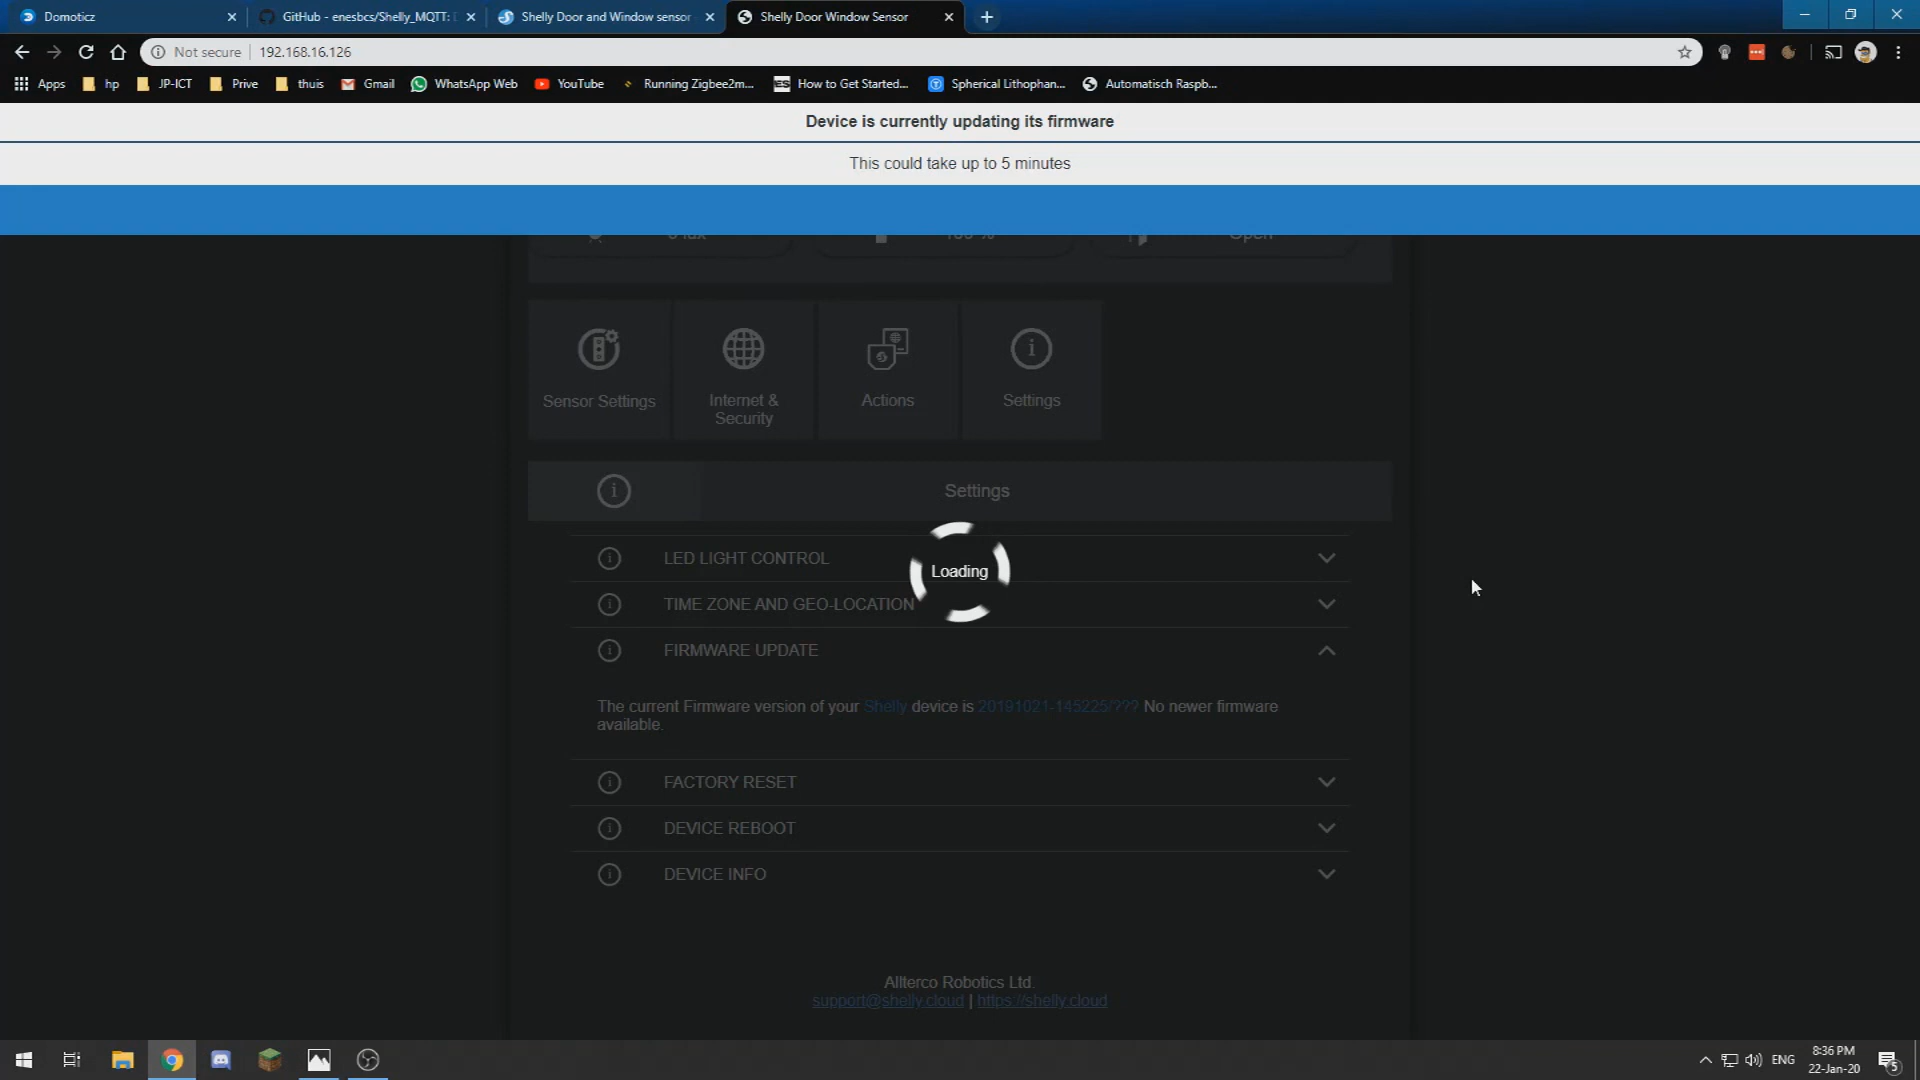 Domoticz
GitHub - enesbcs/Shelly_MQTT:
Shelly Door and Window sensor
Shelly Door Window Sensor
Not secure
192.168.16.126
Apps
hp
JP-ICT
Prive
thuis
Gmail
WhatsApp Web
YouTube
Running Zigbee2m...
How to Get Started...
Spherical Lithophan...
Automatisch Raspb...
Device is currently updating its firmware
This could take up to 5 minutes
Open
Sensor Settings
Internet &
Security
Actions
Settings
Settings
LED LIGHT CONTROL
Loading
TIME ZONE AND GEO-LOCATION
FIRMWARE UPDATE
The current Firmware version of your Shelly device is 20191021-145225/??? No newer firmware
available.
FACTORY RESET
DEVICE REBOOT
DEVICE INFO
Allterco Robotics Ltd.
support@shelly.cloud | https://shelly.cloud
ENG
8:36 PM
22-Jan-20
5